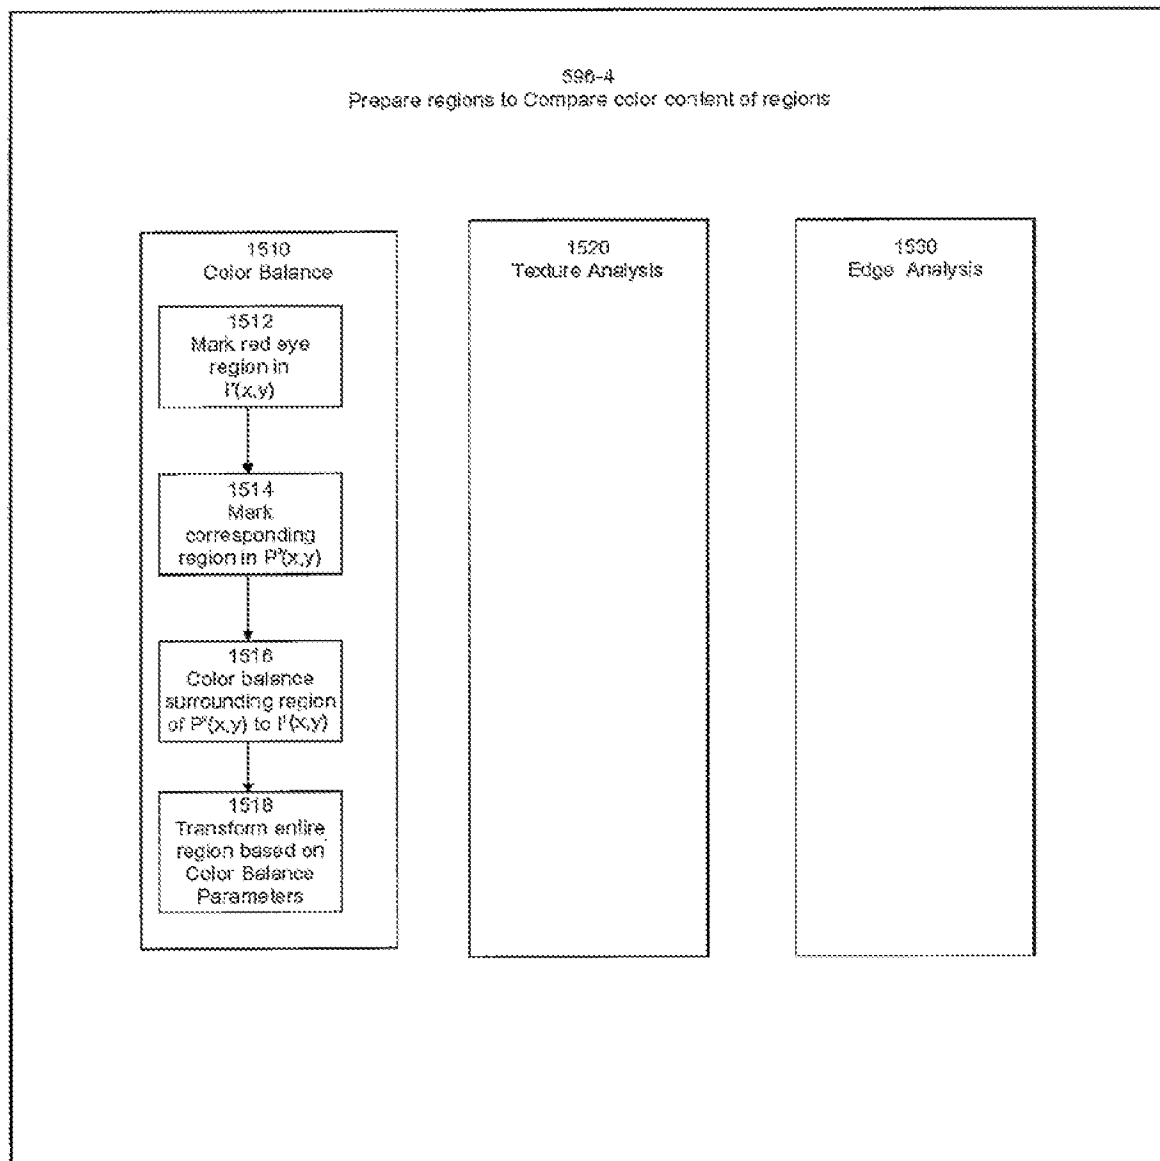 596-4
Prepare regions to Compare color content of regions
1510
Color Balance
1512
Mark red eye
region in
I'(x,y)
1514
Mark
corresponding
region in P'(x,y)
1516
Color balance
surrounding region
of P'(x,y) to I'(x,y)
1518
Transform entire
region based on
Color Balance
Parameters
1520
Texture Analysis
1530
Edge Analysis